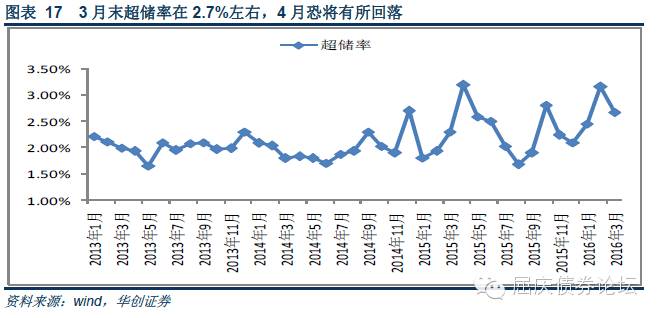 图表 17 3 月末超储率在 2.7%左右，4 月恐将有所回落
超储率
3.50%
3.00%
2.50%
2.00%
1.50%
1.00%
2013年1月
2013年3月
2013年5月
2013年7月
2013年9月
2013年11月
2014年1月
2014年3月
2014年5月
2014年7月
2014年9月
2014年11月
2015年1月
2015年3月
2015年5月
2015年7月
2015年9月
2015年11月
2016年1月
2016年3月
屈庆债券论坛
资料来源：wind，华创证券